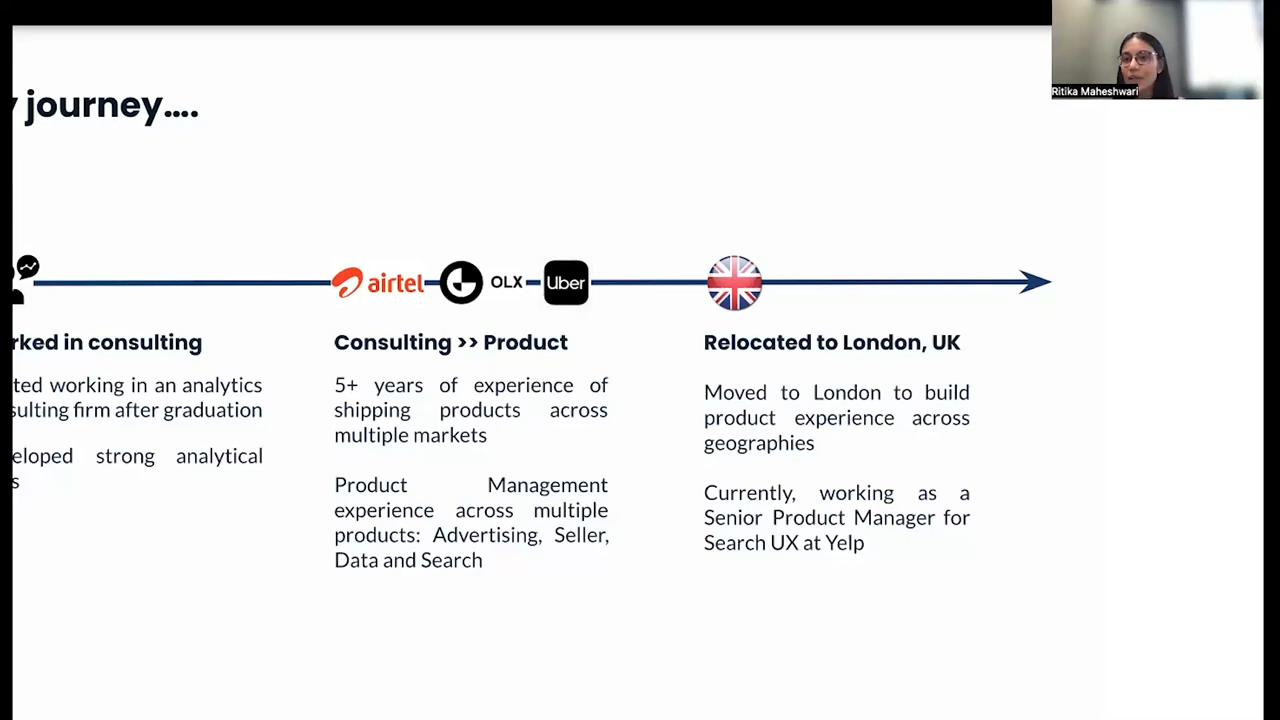 Ritika Maheshwari
y journey....
airtel
OLX
Uber
rked in consulting
ted working in an analytics
sulting firm after graduation
eloped strong analytical
s
Consulting >> Product
5+ years of experience of
shipping products across
multiple markets
Product Management
experience across multiple
products: Advertising, Seller,
Data and Search
Relocated to London, UK
Moved to London to build
product experience across
geographies
Currently, working as a
Senior Product Manager for
Search UX at Yelp